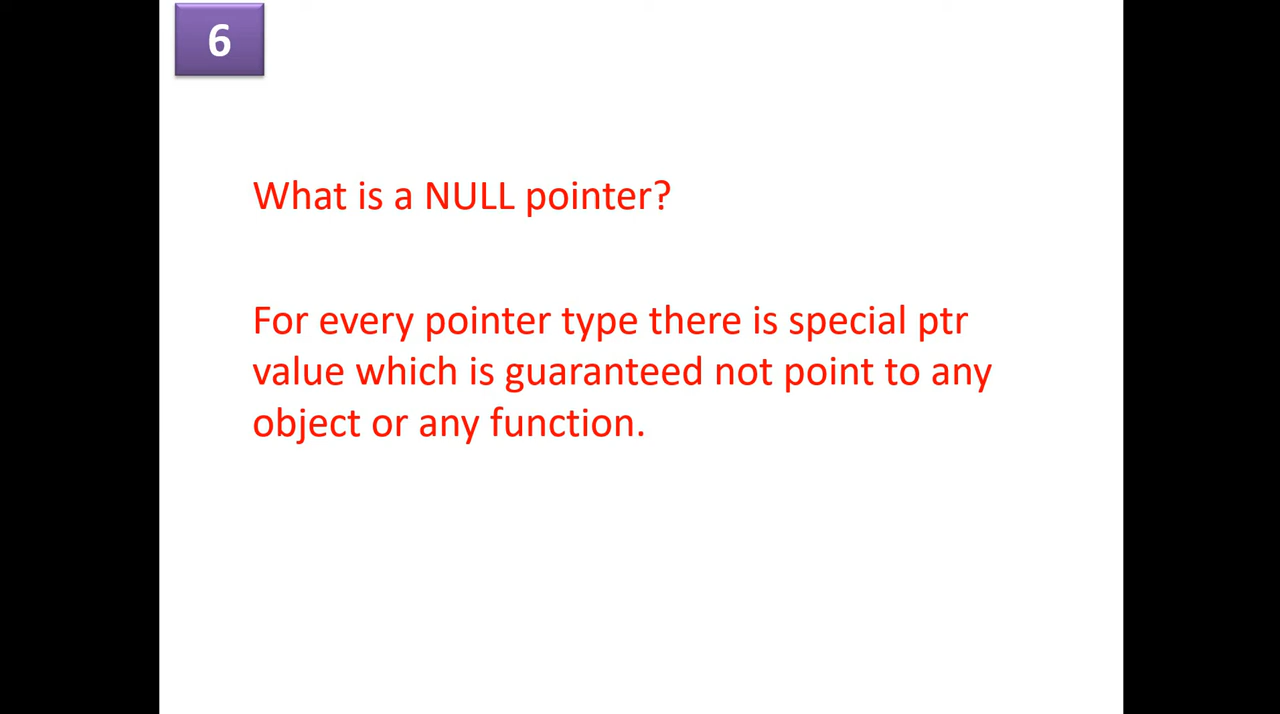 6
What is a NULL pointer?
For every pointer type there is special ptr
value which is guaranteed not point to any
object or any function.